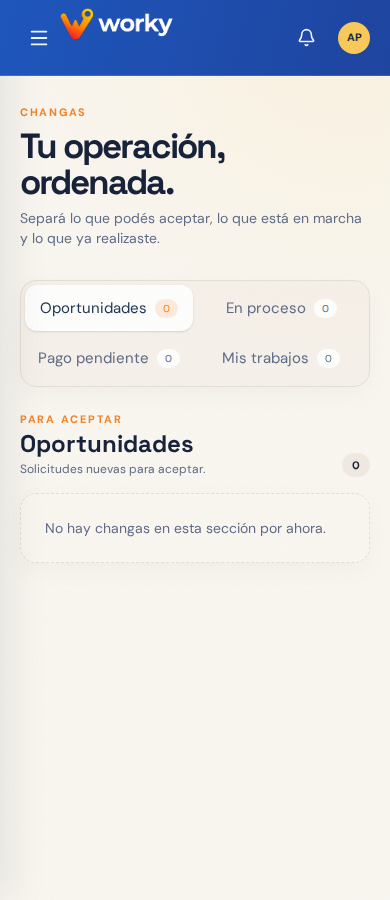 worky
AP
CHANGAS
Tu operación,
ordenada.
Separá lo que podés aceptar, lo que está en marcha
y lo que ya realizaste.
Oportunidades 0
En proceso 0
Pago pendiente 0
Mis trabajos 0
PARA ACEPTAR
Oportunidades
Solicitudes nuevas para aceptar.
0
No hay changas en esta sección por ahora.